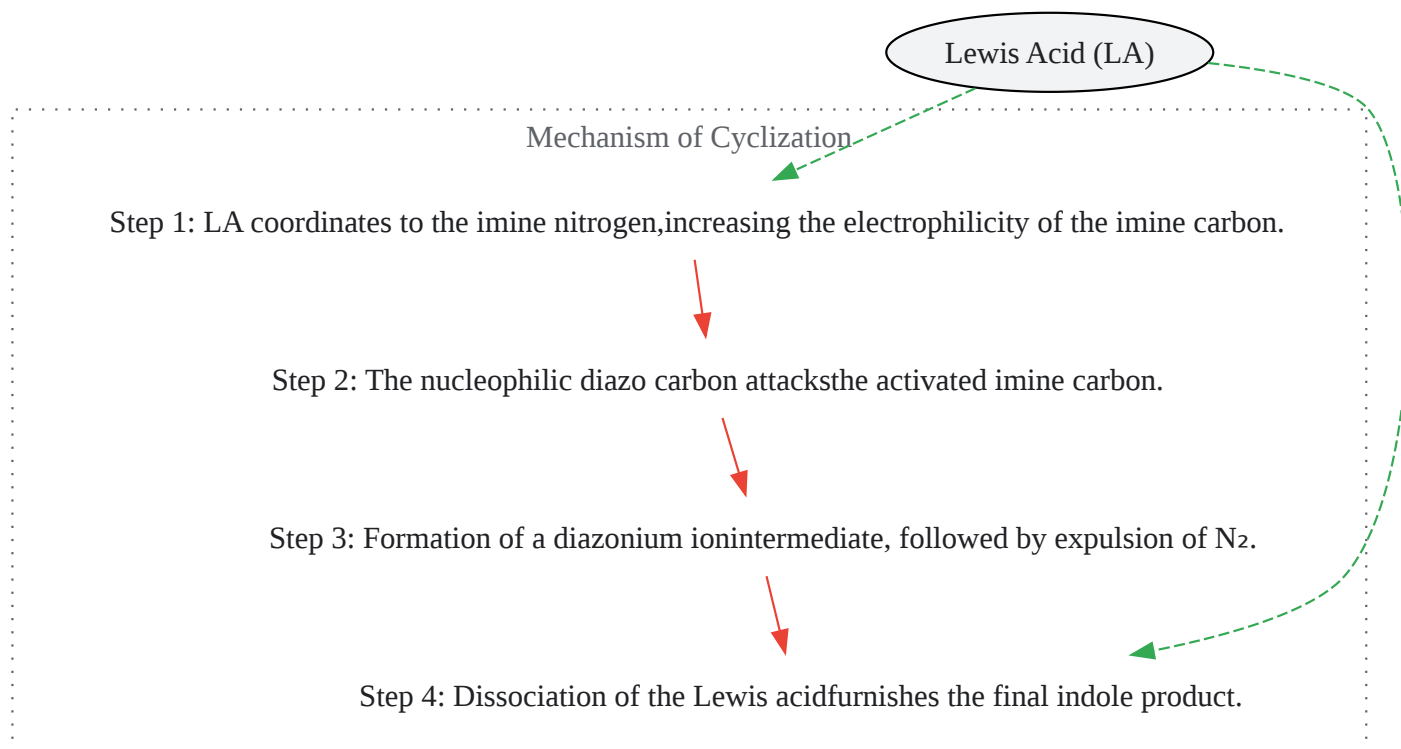 Lewis Acid (LA)
Mechanism of Cyclization
Step 1: LA coordinates to the imine nitrogen,increasing the electrophilicity of the imine carbon.
Step 2: The nucleophilic diazo carbon attacksthe activated imine carbon.
Step 3: Formation of a diazonium ionintermediate, followed by expulsion of N₂.
Step 4: Dissociation of the Lewis acidfurnishes the final indole product.